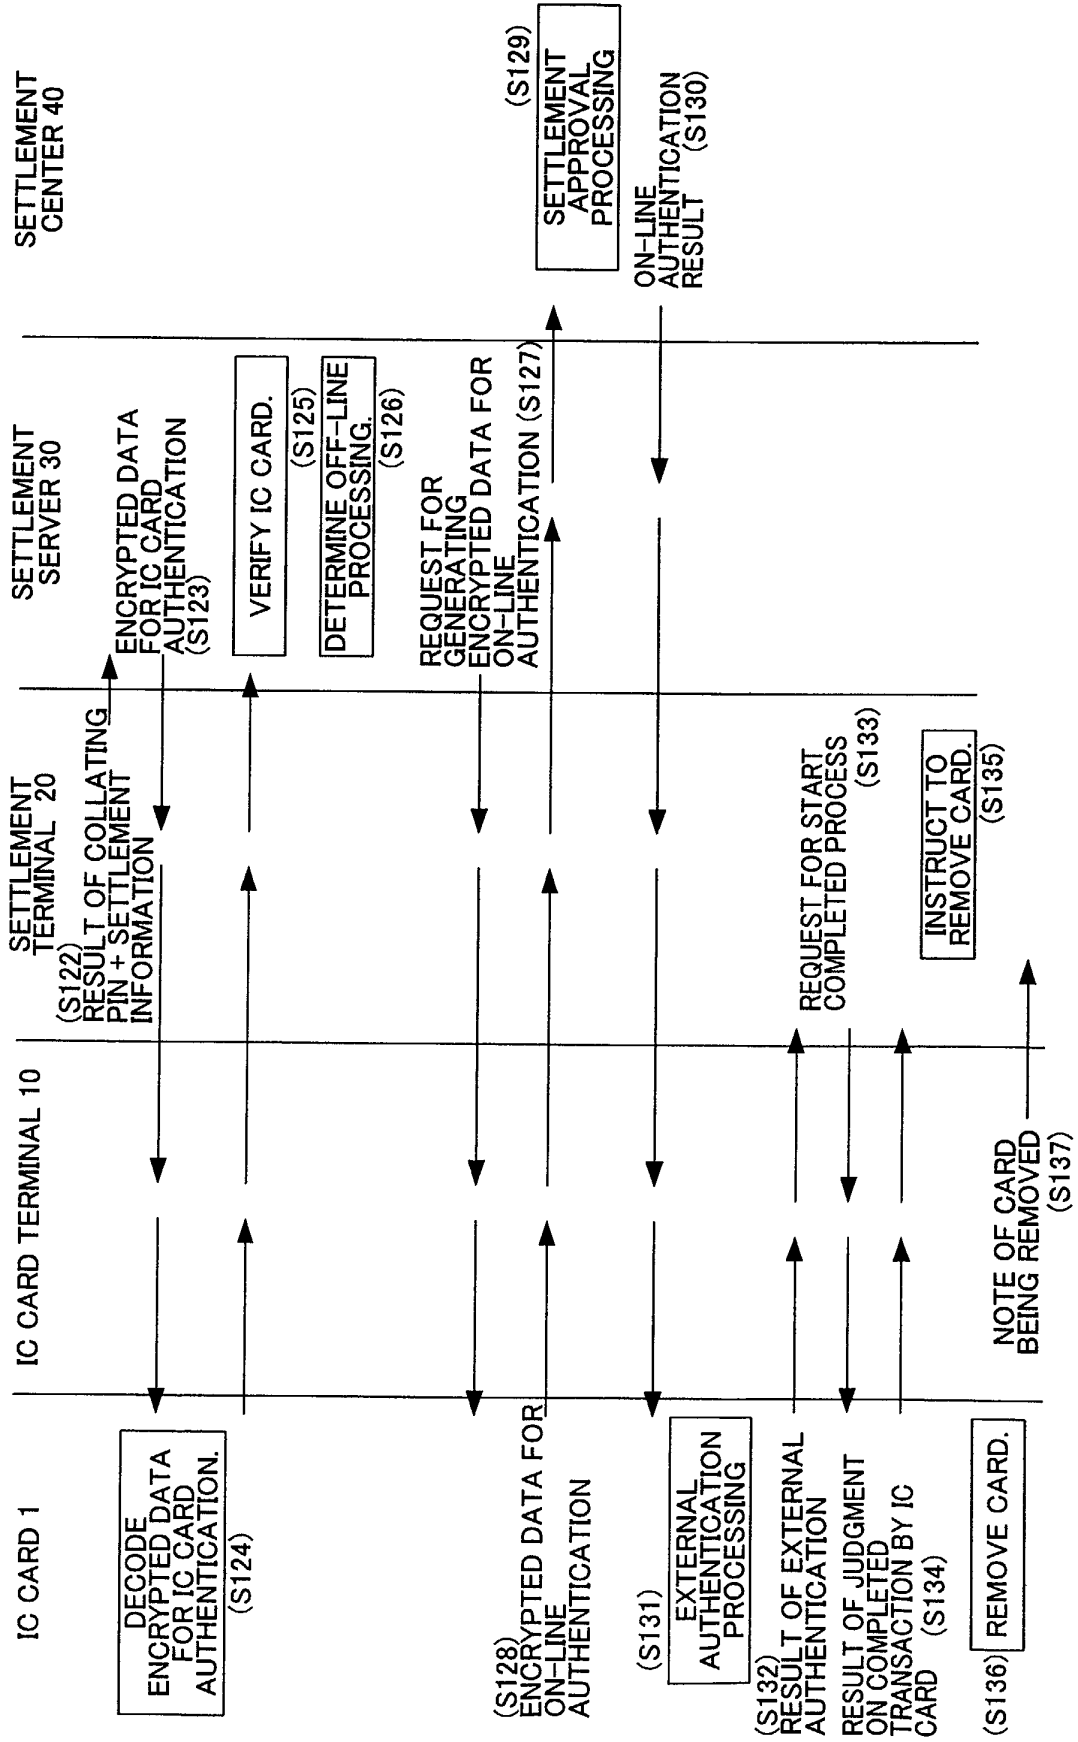 IC CARD 1
IC CARD TERMINAL 10
SETTLEMENT
TERMINAL 20
SETTLEMENT
SERVER 30
SETTLEMENT
CENTER 40
(S122)
RESULT OF COLLATING
PIN + SETTLEMENT
INFORMATION
ENCRYPTED DATA
FOR IC CARD
AUTHENTICATION
(S123)
DECODE
ENCRYPTED DATA
FOR IC CARD
AUTHENTICATION.
(S124)
VERIFY IC CARD.
(S125)
DETERMINE OFF-LINE
PROCESSING.
(S126)
REQUEST FOR
GENERATING
ENCRYPTED DATA FOR
ON-LINE
AUTHENTICATION (S127)
(S128)
ENCRYPTED DATA FOR
ON-LINE
AUTHENTICATION
(S129)
SETTLEMENT
APPROVAL
PROCESSING
ON-LINE
AUTHENTICATION
RESULT (S130)
(S131)
EXTERNAL
AUTHENTICATION
PROCESSING
(S132)
RESULT OF EXTERNAL
AUTHENTICATION
REQUEST FOR START
COMPLETED PROCESS
(S133)
RESULT OF JUDGMENT
ON COMPLETED
TRANSACTION BY IC
CARD (S134)
INSTRUCT TO
REMOVE CARD.
(S135)
(S136)
REMOVE CARD.
NOTE OF CARD
BEING REMOVED
(S137)